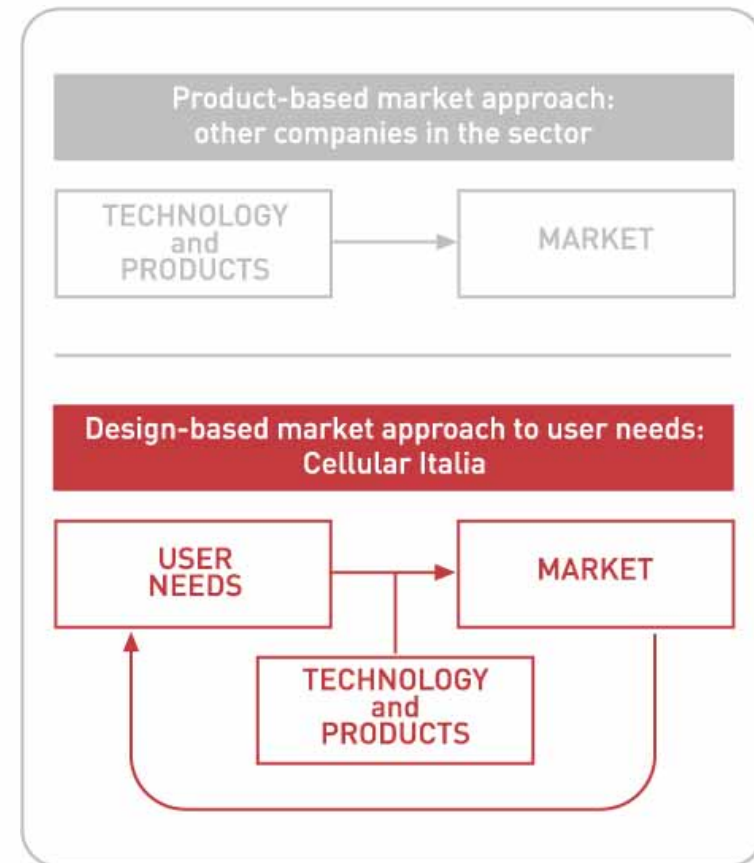 Product-based market approach:
other companies in the sector
TECHNOLOGY
and
PRODUCTS
MARKET
Design-based market approach to user needs:
Cellular Italia
USER
NEEDS
MARKET
TECHNOLOGY
and
PRODUCTS